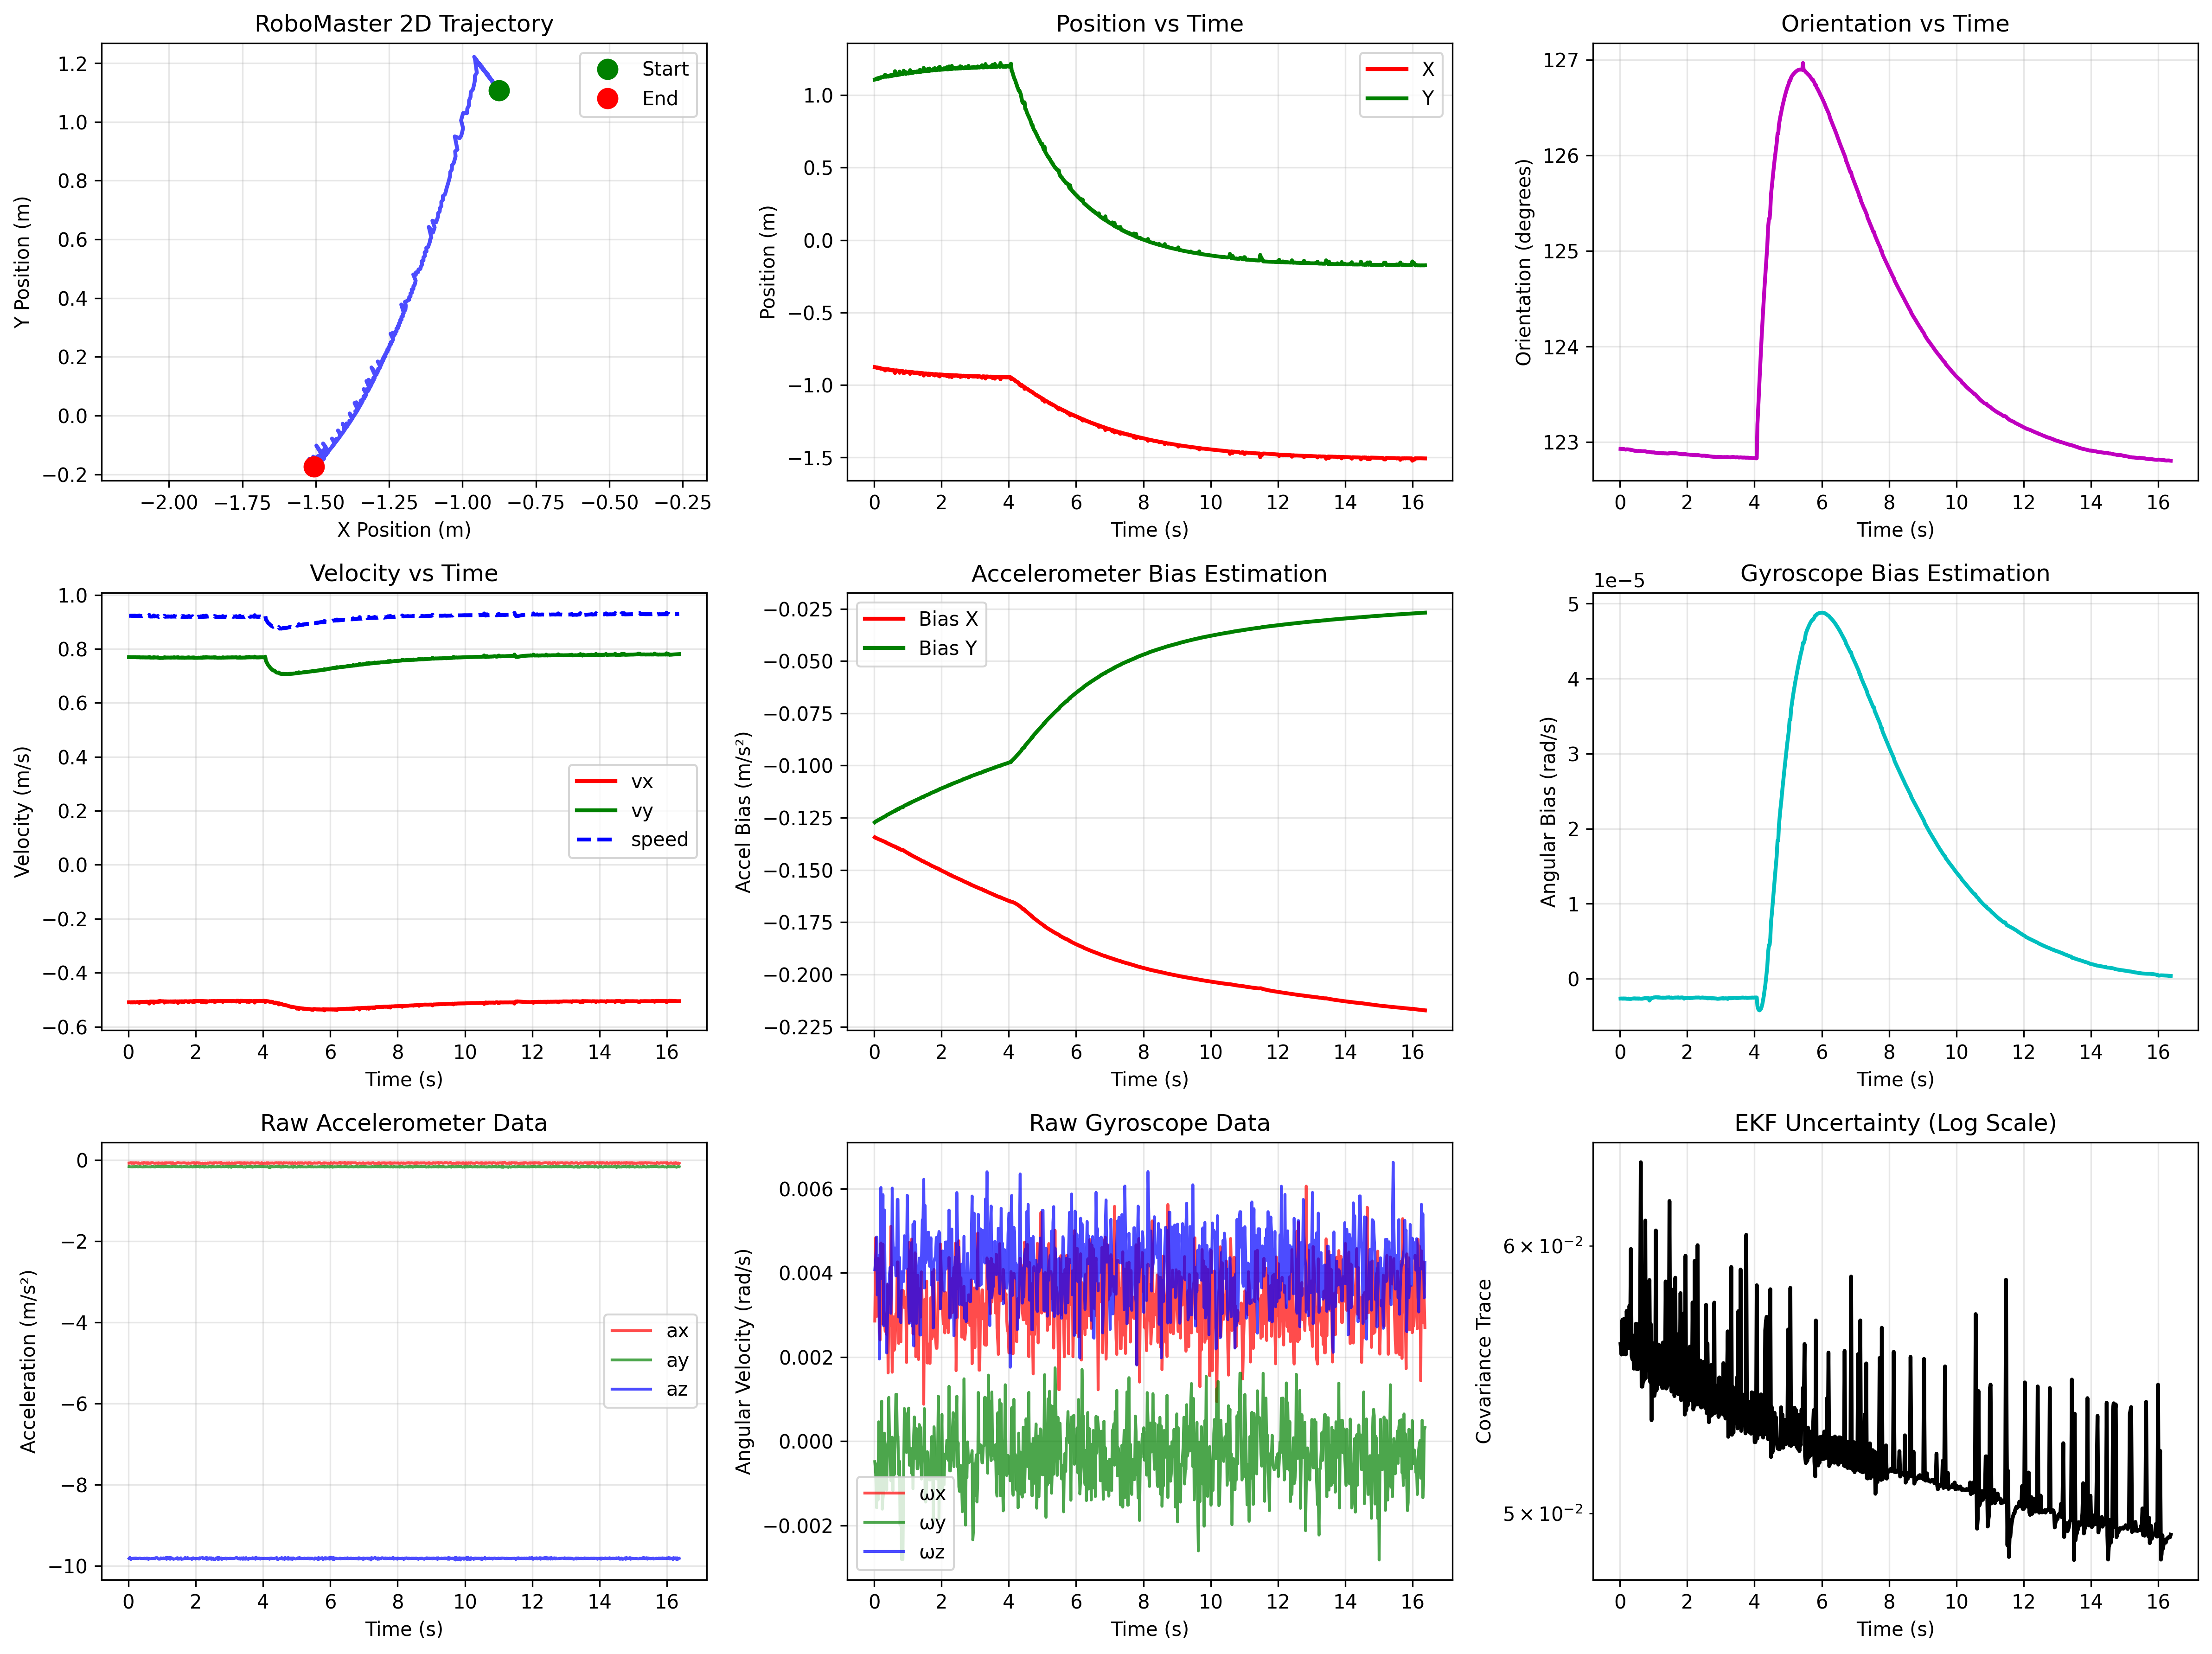 RoboMaster 2D Trajectory
Y Position (m)
1.2
1.0
0.8
0.6
0.4
0.2
0.0
−0.2
Start
End
−2.00 −1.75 −1.50 −1.25 −1.00 −0.75 −0.50 −0.25
X Position (m)
Position vs Time
Position (m)
1.0
0.5
0.0
−0.5
−1.0
−1.5
X
Y
0 2 4 6 8 10 12 14 16
Time (s)
Orientation vs Time
Orientation (degrees)
127
126
125
124
123
0 2 4 6 8 10 12 14 16
Time (s)
Velocity vs Time
Velocity (m/s)
1.0
0.8
0.6
0.4
0.2
0.0
−0.2
−0.4
−0.6
vx
vy
speed
0 2 4 6 8 10 12 14 16
Time (s)
Accelerometer Bias Estimation
Accel Bias (m/s²)
−0.025
−0.050
−0.075
−0.100
−0.125
−0.150
−0.175
−0.200
−0.225
Bias X
Bias Y
0 2 4 6 8 10 12 14 16
Time (s)
Gyroscope Bias Estimation
1e−5
Angular Bias (rad/s)
5
4
3
2
1
0
0 2 4 6 8 10 12 14 16
Time (s)
Raw Accelerometer Data
Acceleration (m/s²)
0
−2
−4
−6
−8
−10
ax
ay
az
0 2 4 6 8 10 12 14 16
Time (s)
Raw Gyroscope Data
Angular Velocity (rad/s)
0.006
0.004
0.002
0.000
−0.002
ωx
ωy
ωz
0 2 4 6 8 10 12 14 16
Time (s)
EKF Uncertainty (Log Scale)
Covariance Trace
6 × 10⁻²
5 × 10⁻²
0 2 4 6 8 10 12 14 16
Time (s)